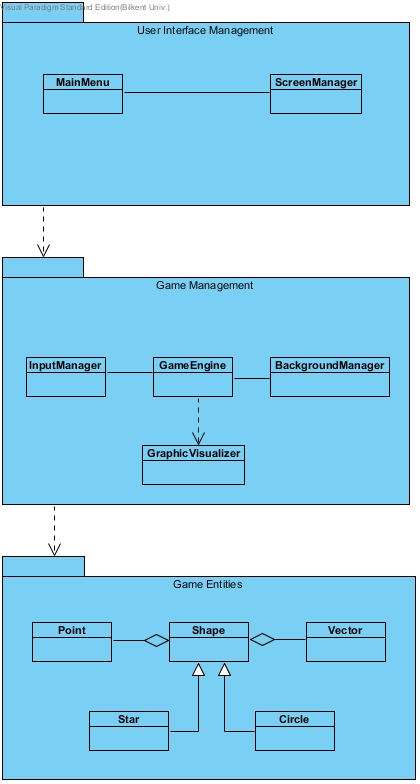 Visual Paradigm Standard Edition(Bilkent Univ.)
User Interface Management
MainMenu
ScreenManager
Game Management
InputManager
GameEngine
BackgroundManager
GraphicVisualizer
Game Entities
Point
Shape
Vector
Star
Circle